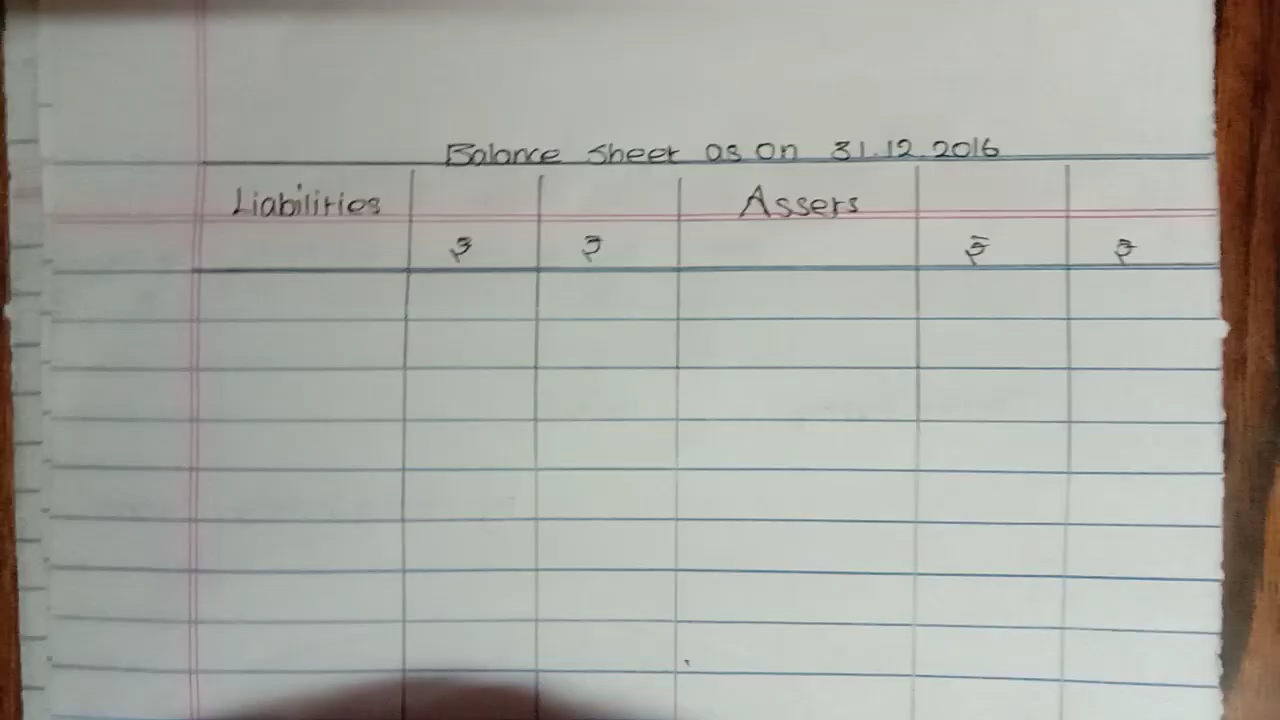 Balance Sheet as on 31.12.2016
Liabilities Assets
₹ ₹ ₹ ₹